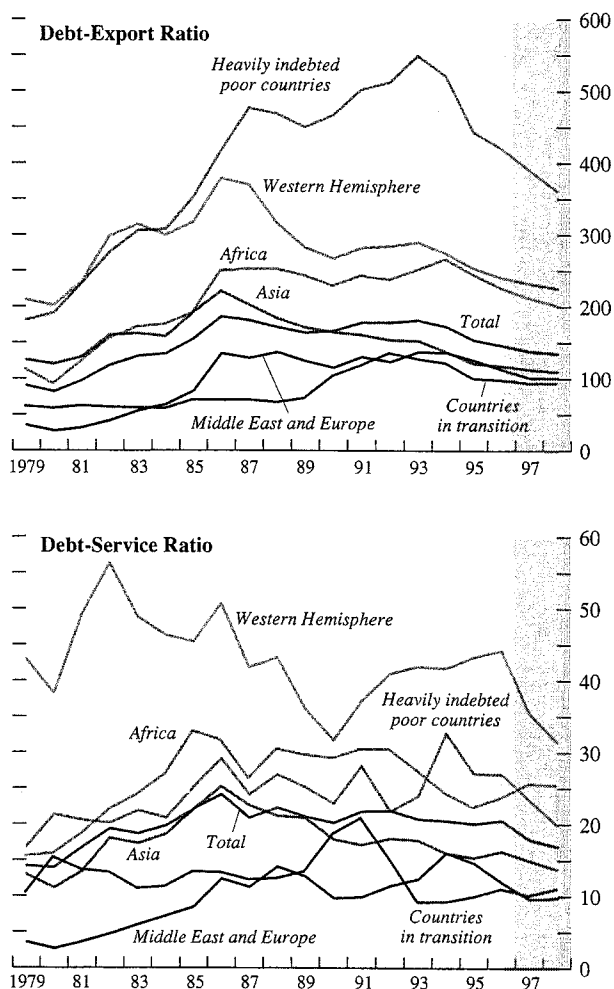 Debt-Export Ratio
600
500
400
300
200
100
0
Heavily indebted
poor countries
Western Hemisphere
Africa
Asia
Total
Middle East and Europe
Countries
in transition
1979 81 83 85 87 89 91 93 95 97
Debt-Service Ratio
60
50
40
30
20
10
0
Western Hemisphere
Heavily indebted
poor countries
Africa
Total
Asia
Middle East and Europe
Countries
in transition
1979 81 83 85 87 89 91 93 95 97